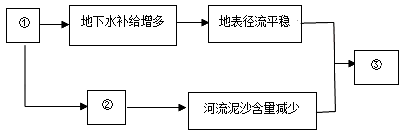 ①
地下水补给增多
地表径流平稳
③
②
河流泥沙含量减少